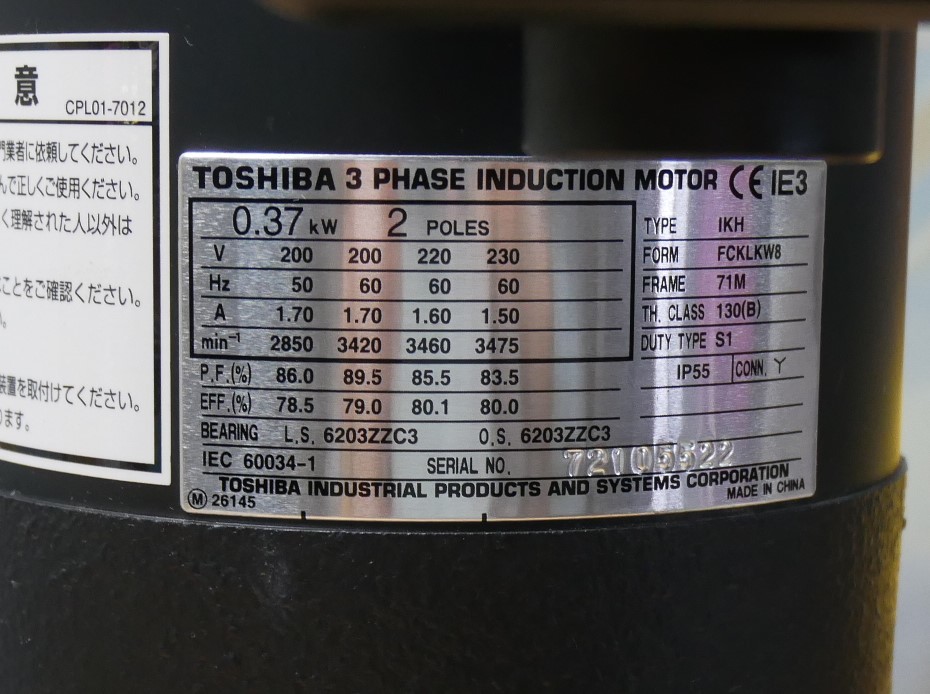 意
CPL01-7012
門業者に依頼してください。
んで正しくご使用ください。
く理解された人以外は
ことをご確認ください。
装置を取付けてください。
ります。
TOSHIBA 3 PHASE INDUCTION MOTOR CE IE3
0.37 kW 2 POLES
V 200 200 220 230
Hz 50 60 60 60
A 1.70 1.70 1.60 1.50
min⁻¹ 2850 3420 3460 3475
P.F.(%) 86.0 89.5 85.5 83.5
EFF.(%) 78.5 79.0 80.1 80.0
TYPE IKH
FORM FCKLKW8
FRAME 71M
TH. CLASS 130(B)
DUTY TYPE S1
IP55 CONN. Y
BEARING L.S. 6203ZZC3 O.S. 6203ZZC3
IEC 60034-1 SERIAL NO. 72105522
TOSHIBA INDUSTRIAL PRODUCTS AND SYSTEMS CORPORATION
Ⓜ 26145 MADE IN CHINA